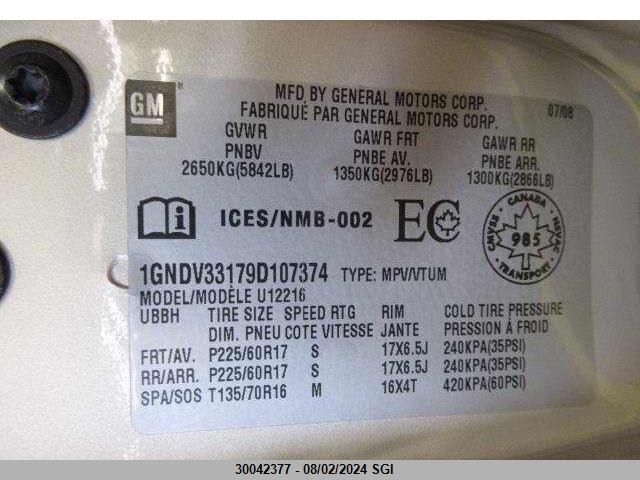 GM
MFD BY GENERAL MOTORS CORP.
FABRIQUÉ PAR GENERAL MOTORS CORP.
07/08
GVWR GAWR FRT GAWR RR
PNBV PNBE AV. PNBE ARR.
2650KG(5842LB) 1350KG(2976LB) 1300KG(2866LB)
i ICES/NMB-002 EC
CANADA
CMVSS 985 NSVAC
TRANSPORT
1GNDV33179D107374 TYPE: MPV/VTUM
MODEL/MODÈLE U12216
UBBH TIRE SIZE SPEED RTG RIM COLD TIRE PRESSURE
DIM. PNEU COTE VITESSE JANTE PRESSION À FROID
FRT/AV. P225/60R17 S 17X6.5J 240KPA(35PSI)
RR/ARR. P225/60R17 S 17X6.5J 240KPA(35PSI)
SPA/SOS T135/70R16 M 16X4T 420KPA(60PSI)
30042377 - 08/02/2024 SGI